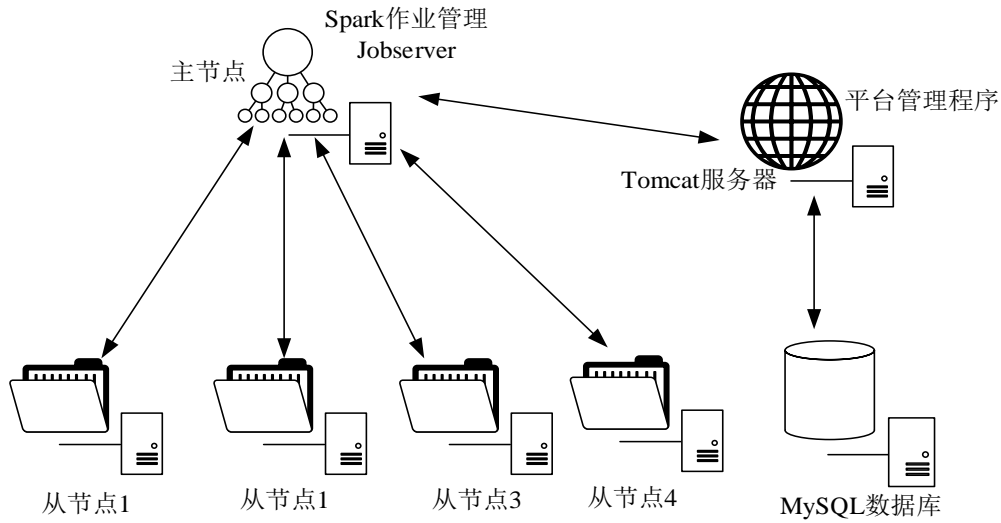 Spark作业管理
Jobserver
主节点
平台管理程序
Tomcat服务器
从节点1
从节点1
从节点3
从节点4
MySQL数据库